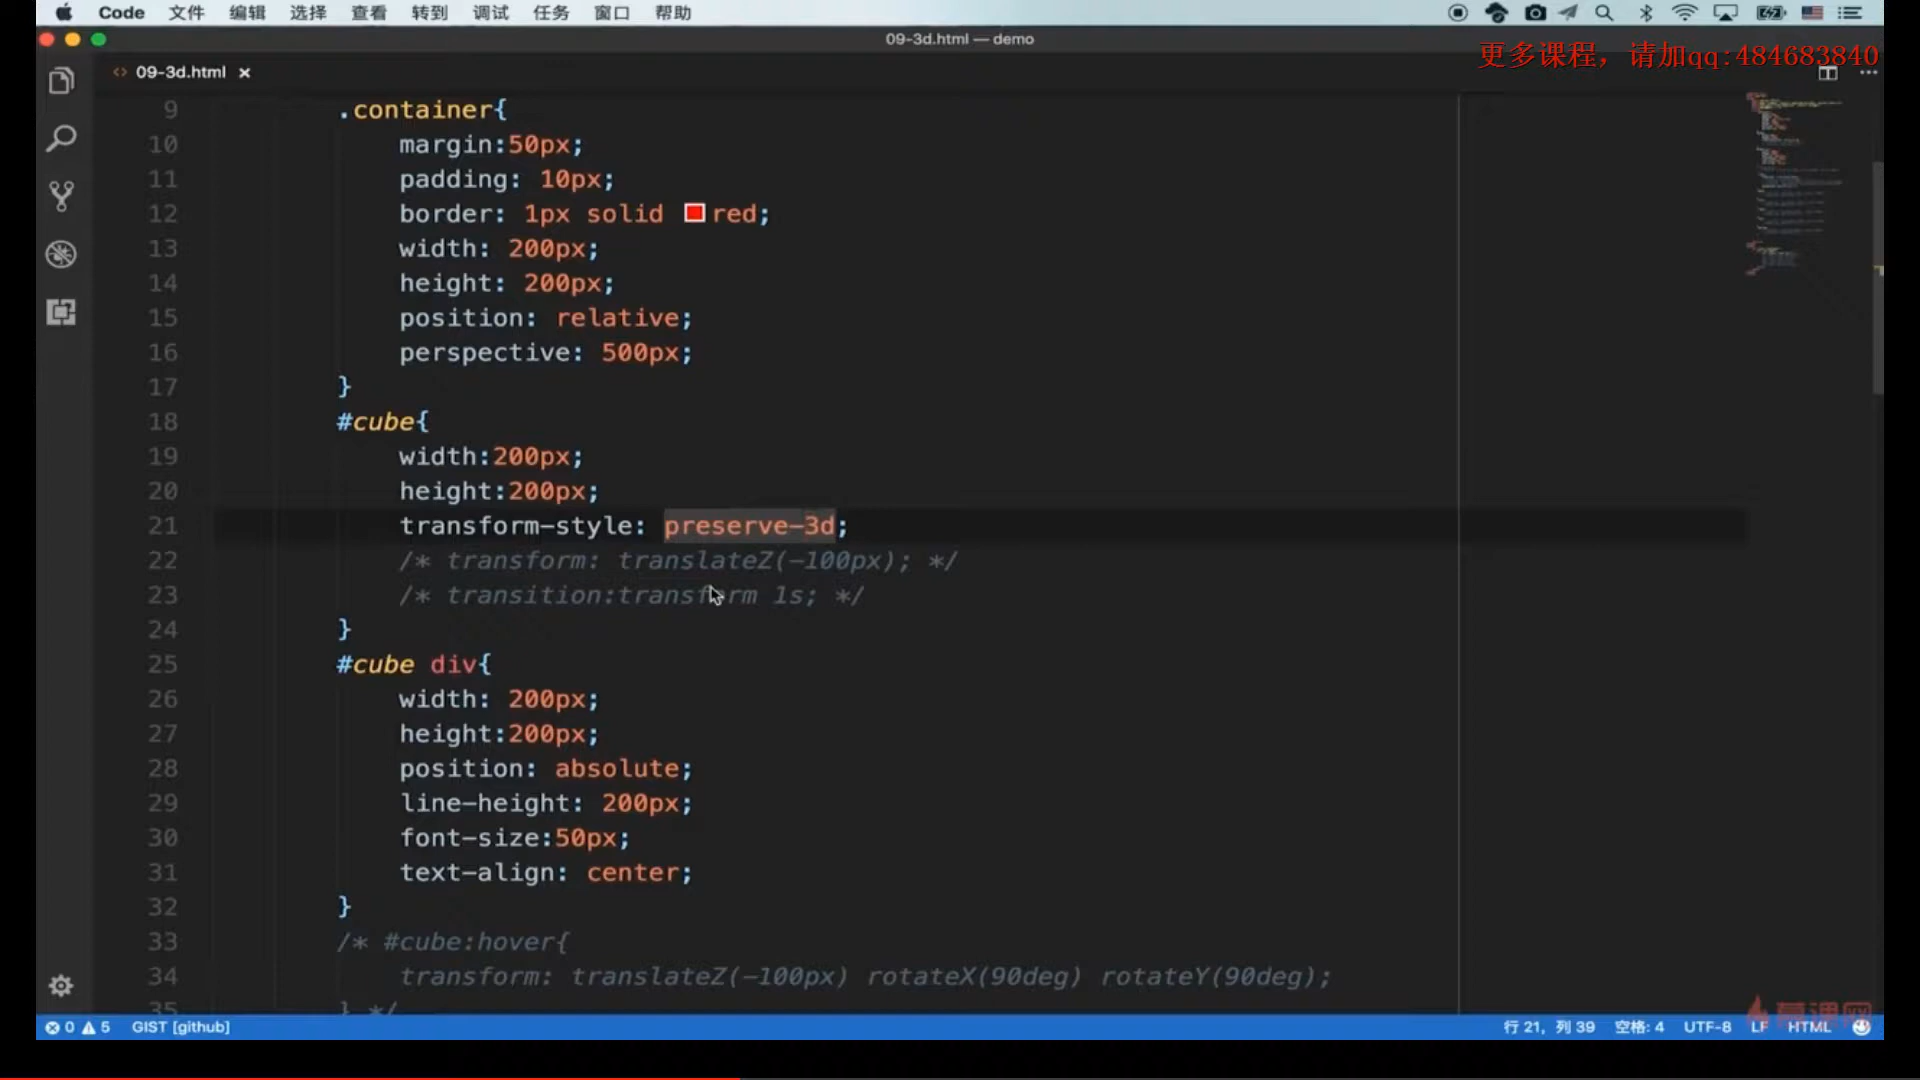 Code 文件 编辑 选择 查看 转到 调试 任务 窗口 帮助
09-3d.html — demo
更多课程，请加qq:484683840
09-3d.html
9 .container{
10 margin:50px;
11 padding: 10px;
12 border: 1px solid red;
13 width: 200px;
14 height: 200px;
15 position: relative;
16 perspective: 500px;
17 }
18 #cube{
19 width:200px;
20 height:200px;
21 transform-style: preserve-3d;
22 /* transform: translateZ(-100px); */
23 /* transition:transform 1s; */
24 }
25 #cube div{
26 width: 200px;
27 height:200px;
28 position: absolute;
29 line-height: 200px;
30 font-size:50px;
31 text-align: center;
32 }
33 /* #cube:hover{
34 transform: translateZ(-100px) rotateX(90deg) rotateY(90deg);
35 } */
慕课网
0 5 GIST [github] 行 21，列 39 空格: 4 UTF-8 LF HTML